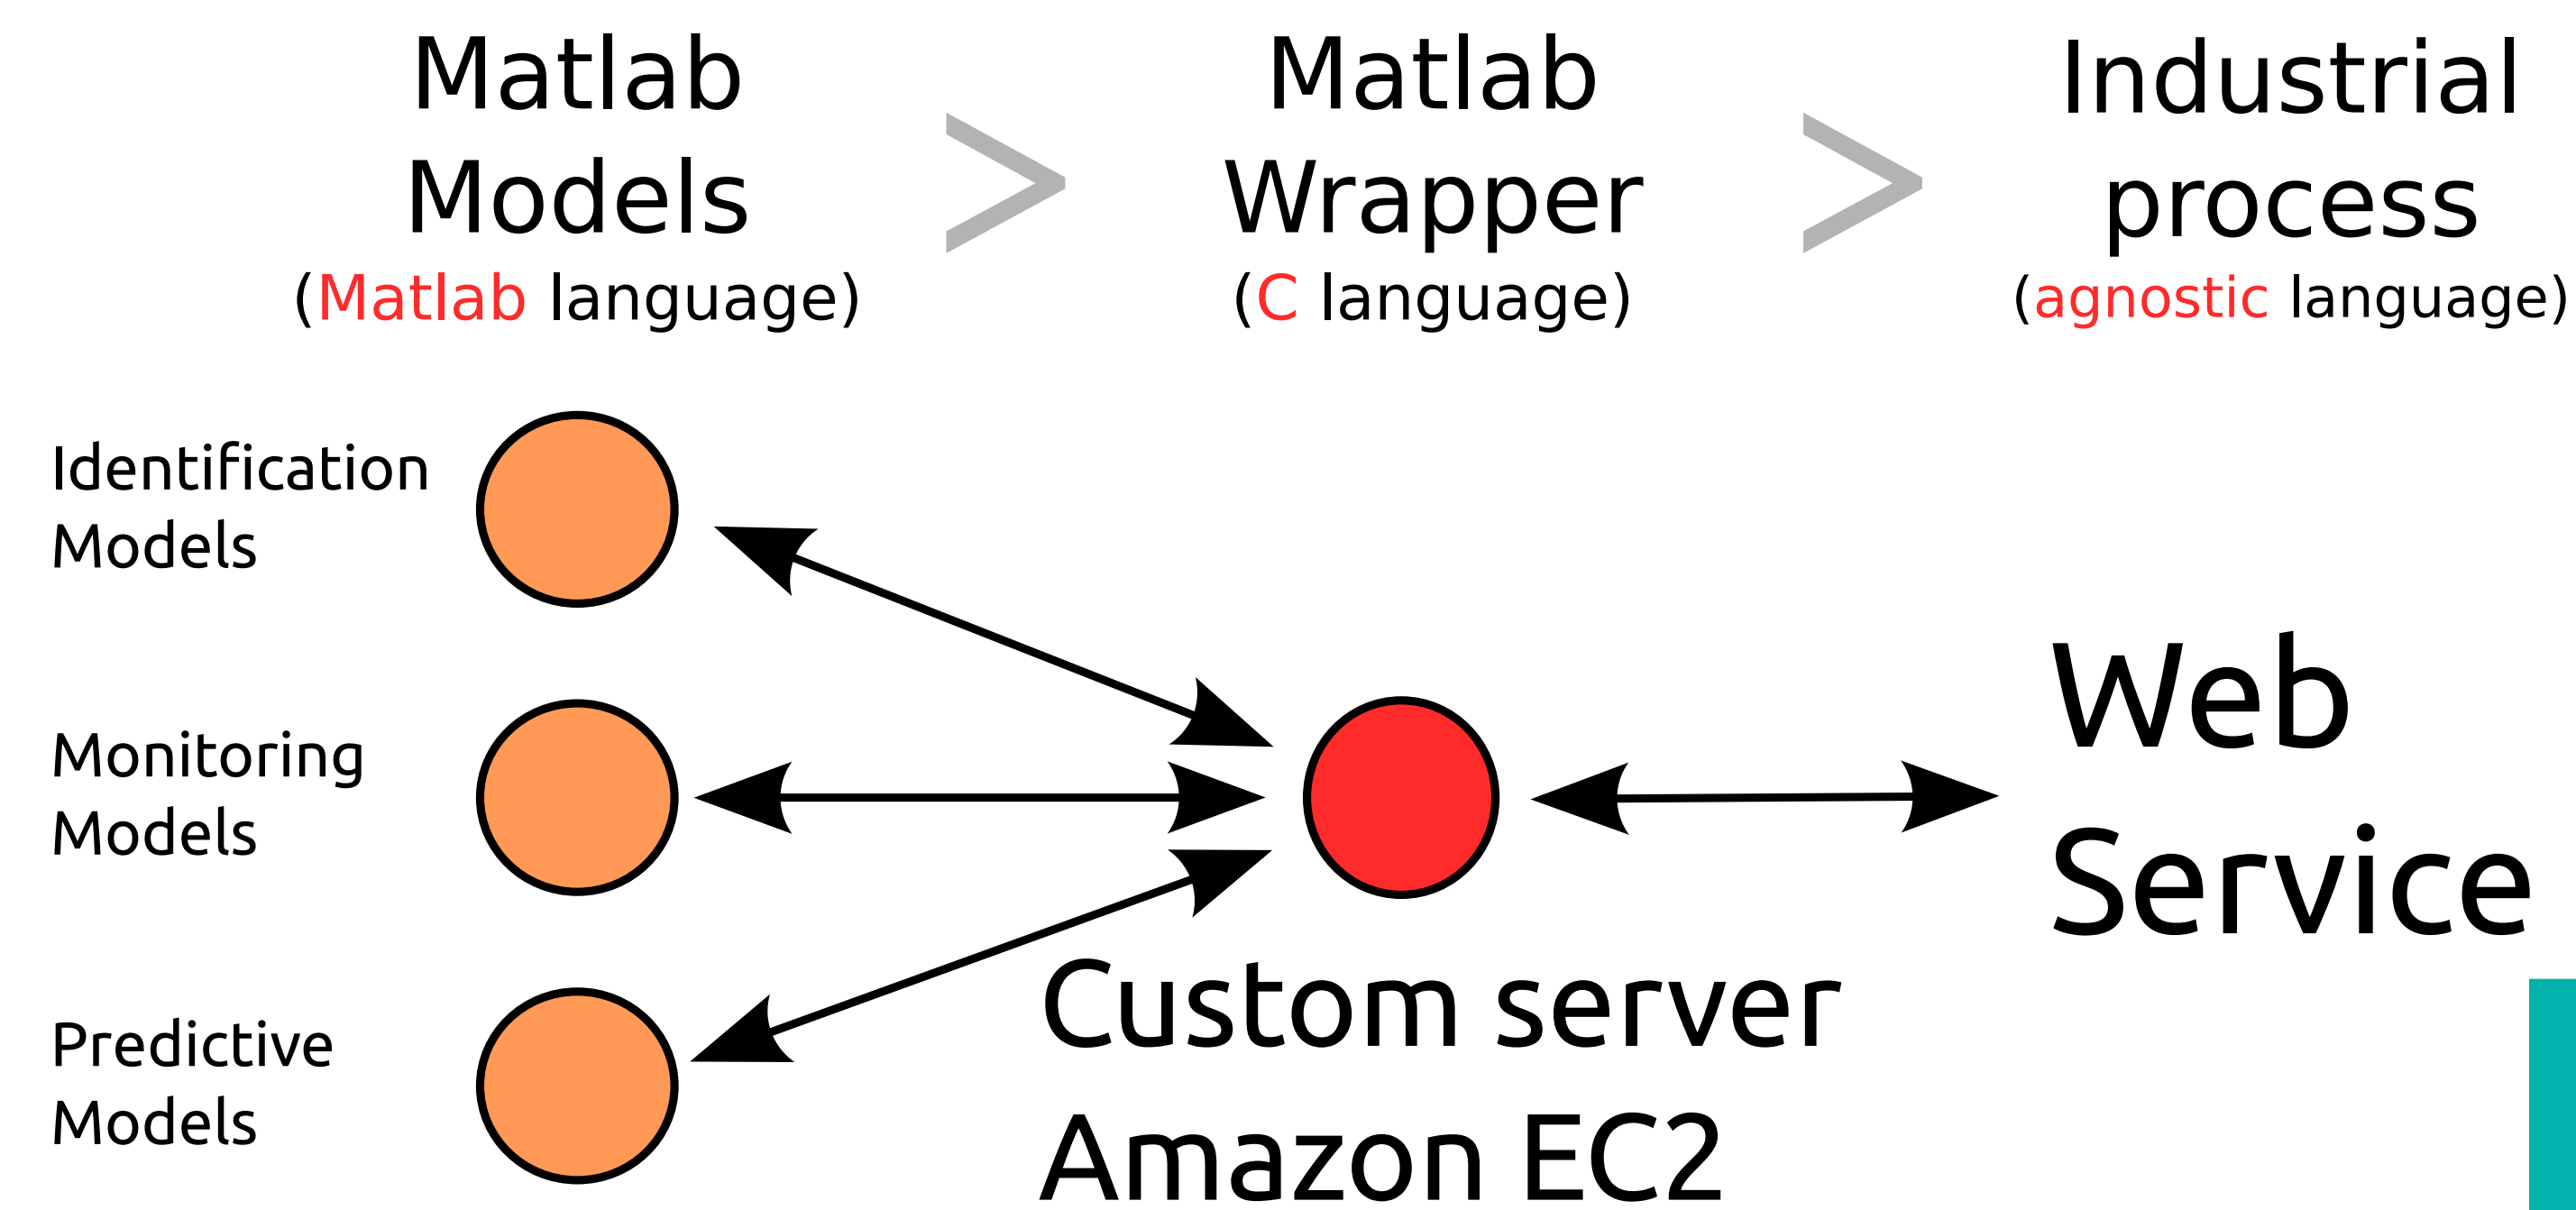 Matlab
Models
(Matlab language)
>
Matlab
Wrapper
(C language)
>
Industrial
process
(agnostic language)
Identification
Models
Monitoring
Models
Predictive
Models
Custom server
Amazon EC2
Web
Service